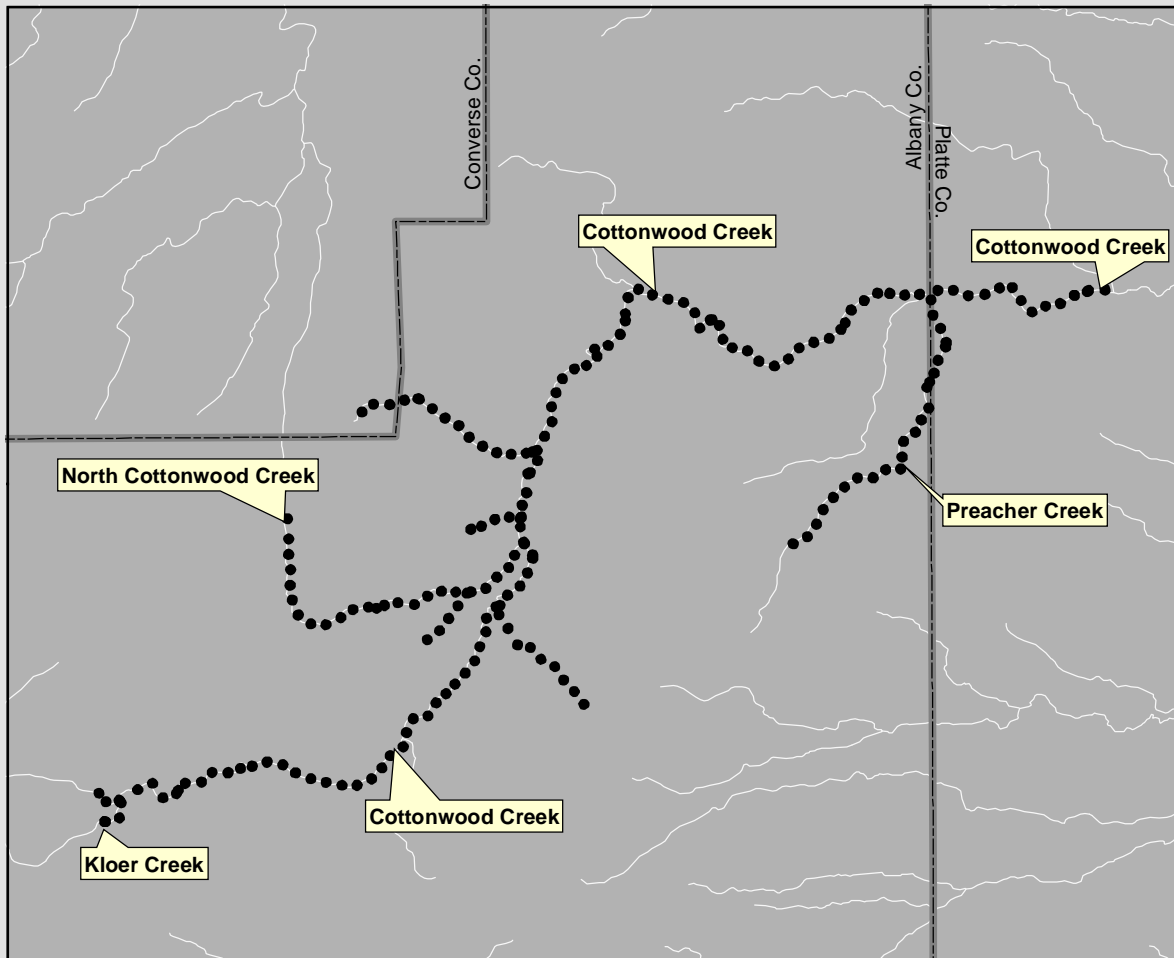 Converse Co.
Albany Co.
Platte Co.
Cottonwood Creek
Cottonwood Creek
North Cottonwood Creek
Preacher Creek
Cottonwood Creek
Kloer Creek